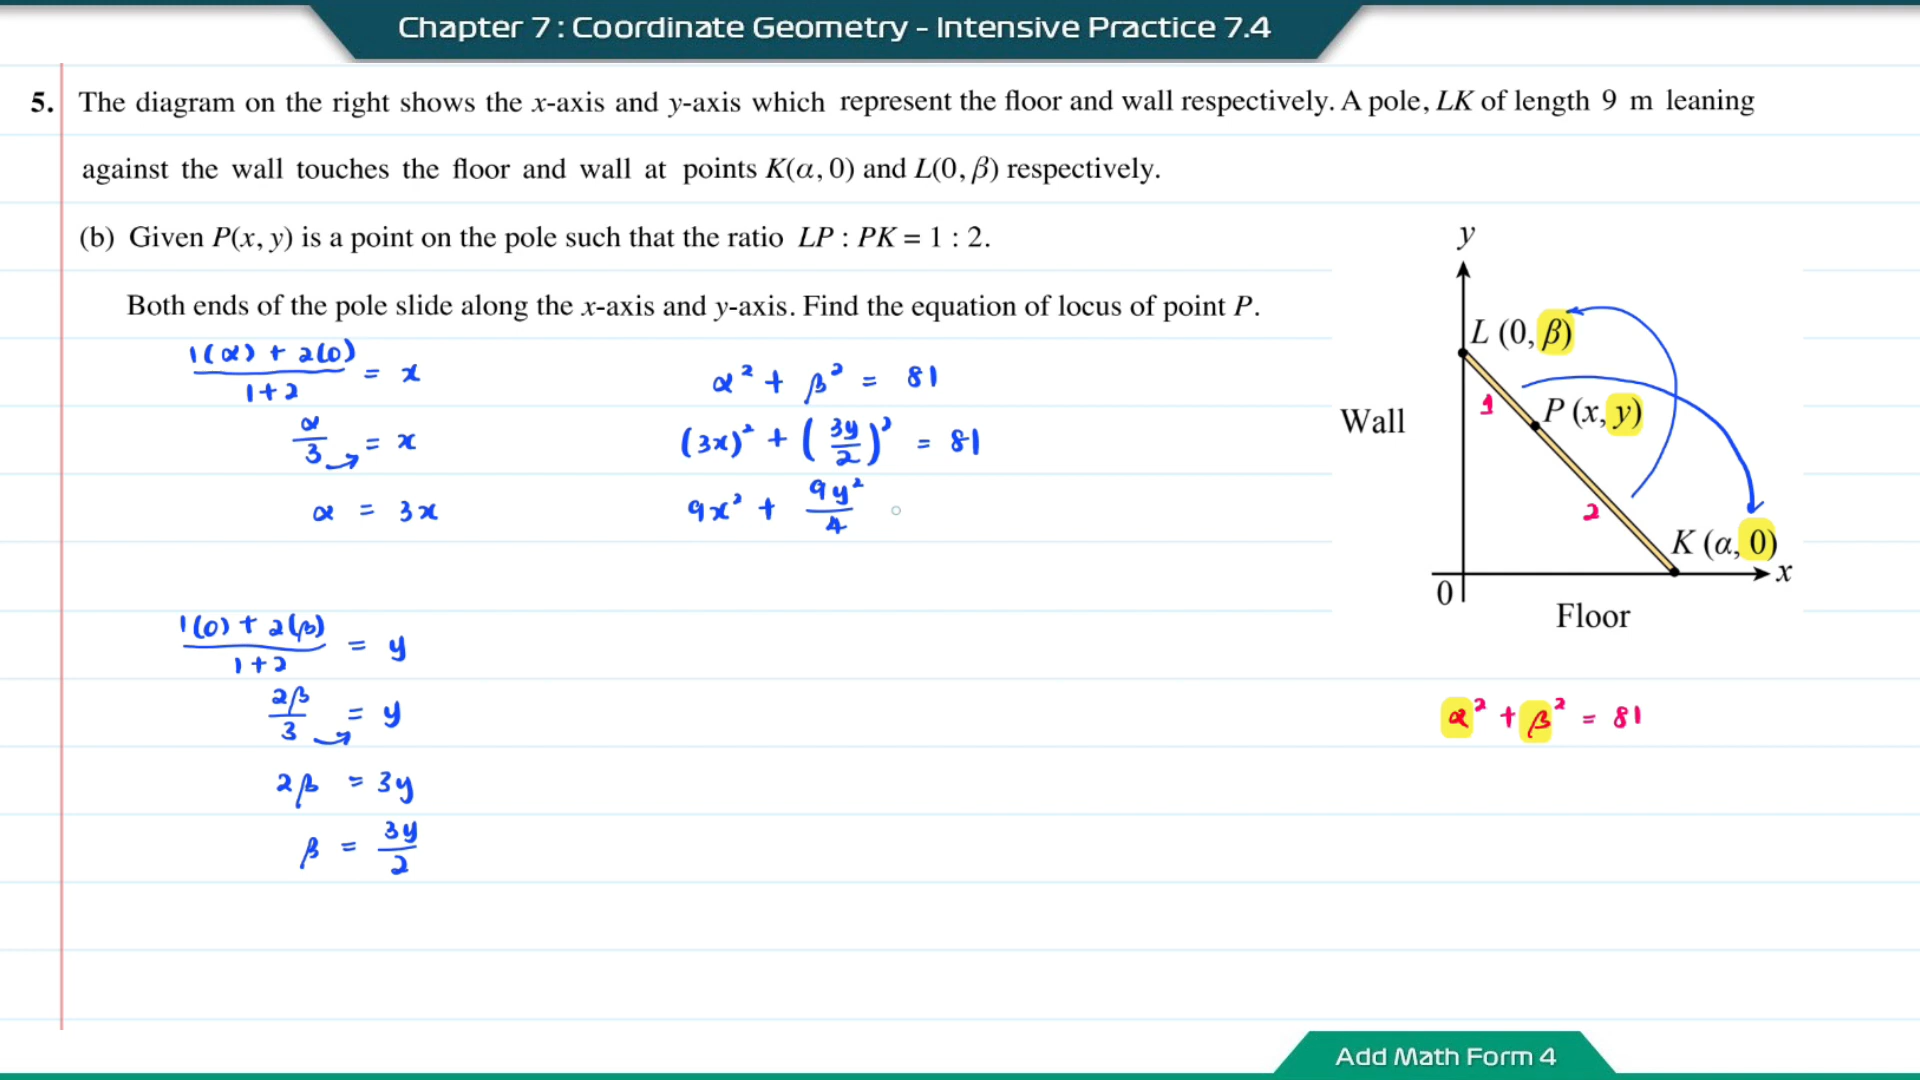 Chapter 7 : Coordinate Geometry - Intensive Practice 7.4
5. The diagram on the right shows the x-axis and y-axis which represent the floor and wall respectively. A pole, LK of length 9 m leaning
against the wall touches the floor and wall at points K(α, 0) and L(0, β) respectively.
(b) Given P(x, y) is a point on the pole such that the ratio LP : PK = 1 : 2.
Both ends of the pole slide along the x-axis and y-axis. Find the equation of locus of point P.
1(α) + 2(0)
1+2
= x
α
3
= x
α = 3x
1(0) + 2(β)
1+2
= y
2β
3
= y
2β = 3y
β = 3y
2
α² + β² = 81
(3x)² + (3y/2)² = 81
9x² + 9y²
4
y
L (0, β)
1
P (x, y)
Wall
2
K (α, 0)
x
0
Floor
α² + β² = 81
Add Math Form 4